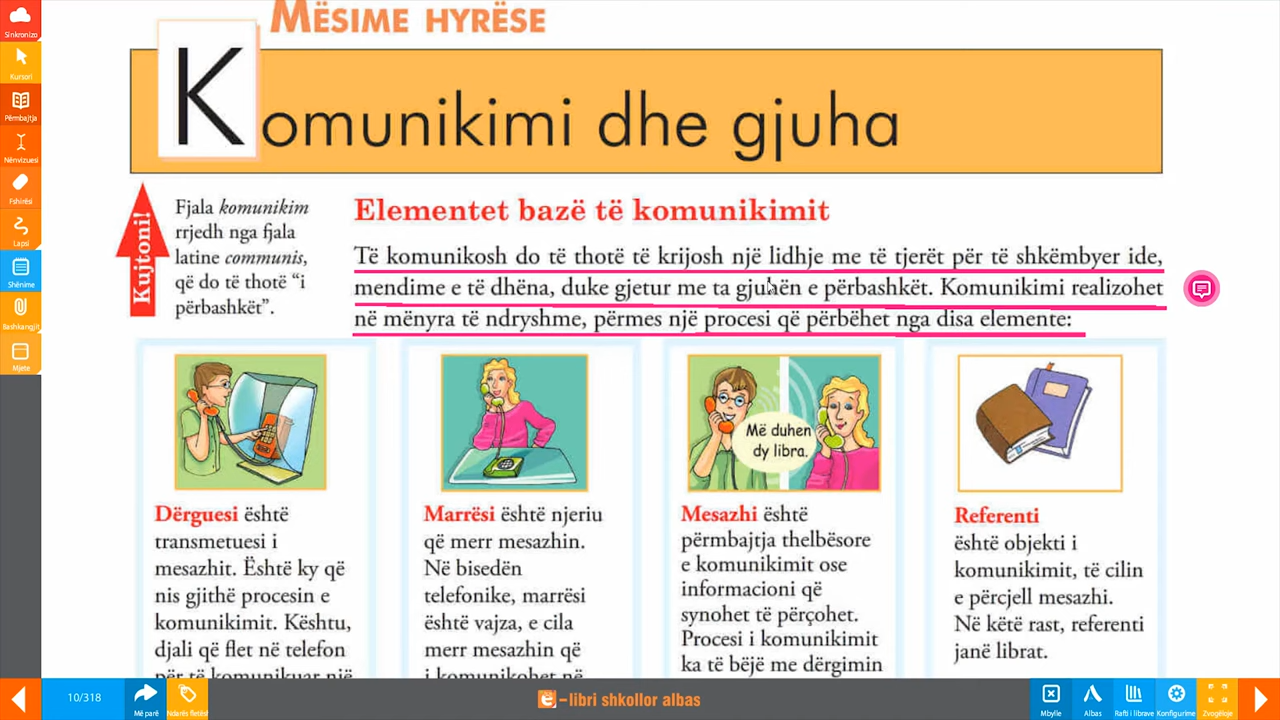 MËSIME HYRËSE
Komunikimi dhe gjuha
Kujtoni!
Fjala komunikim
rrjedh nga fjala
latine communis,
që do të thotë “i
përbashkët”.
Elementet bazë të komunikimit
Të komunikosh do të thotë të krijosh një lidhje me të tjerët për të shkëmbyer ide,
mendime e të dhëna, duke gjetur me ta gjuhën e përbashkët. Komunikimi realizohet
në mënyra të ndryshme, përmes një procesi që përbëhet nga disa elemente:
Dërguesi është
transmetuesi i
mesazhit. Është ky që
nis gjithë procesin e
komunikimit. Kështu,
djali që flet në telefon
për të komunikuar një
Marrësi është njeriu
që merr mesazhin.
Në bisedën
telefonike, marrësi
është vajza, e cila
merr mesazhin që
i komunikohet në
Më duhen
dy libra.
Mesazhi është
përmbajtja thelbësore
e komunikimit ose
informacioni që
synohet të përçohet.
Procesi i komunikimit
ka të bëjë me dërgimin
Referenti
është objekti i
komunikimit, të cilin
e përcjell mesazhi.
Në këtë rast, referenti
janë librat.
Sinkronizo
Kursori
Përmbajtja
Nënvizuesi
Fshirësi
Lapsi
Shënime
Bashkangjit
Mjete
10/318
Më parë
Ndarës fletësh
e-libri shkollor albas
Mbylle
Albas
Rafti i librave
Konfigurime
Zvogëloje